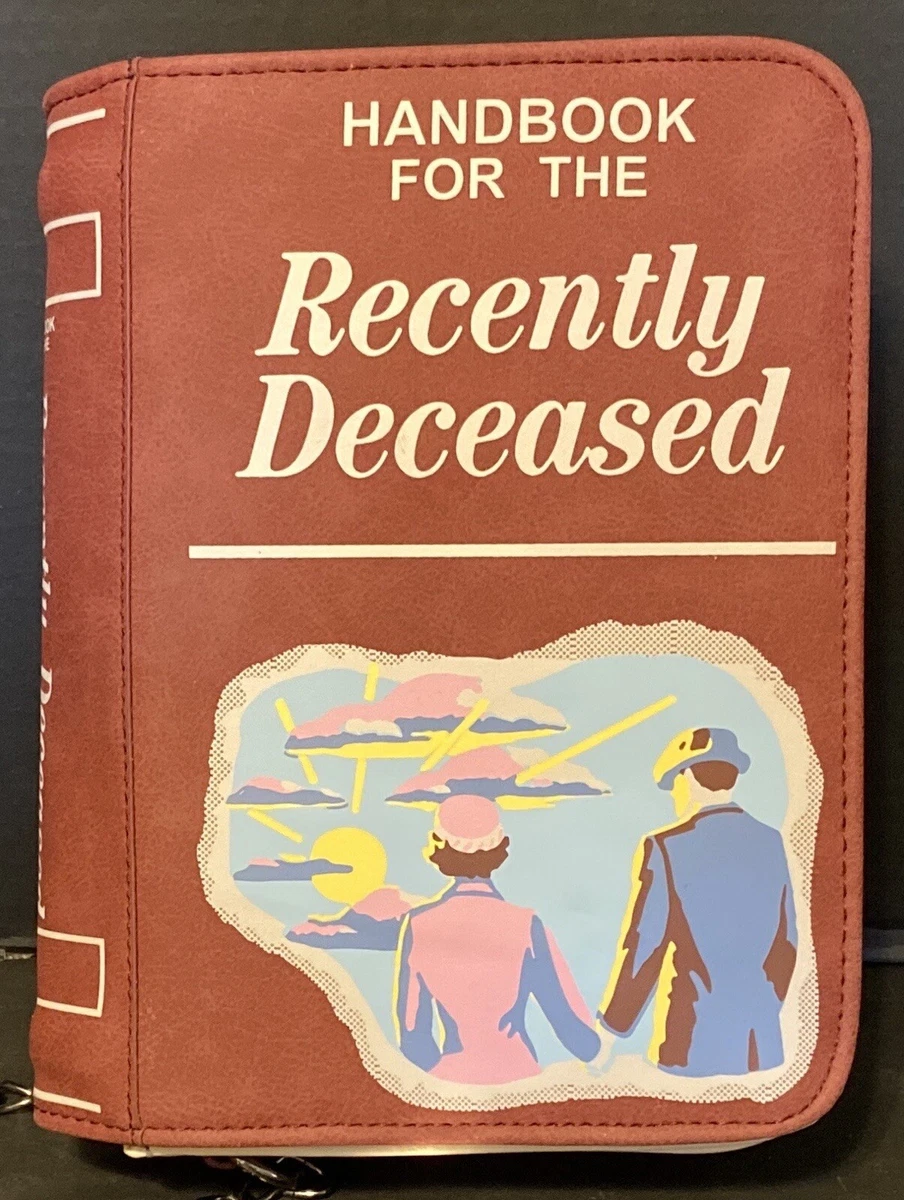 HANDBOOK
FOR THE
Recently
Deceased